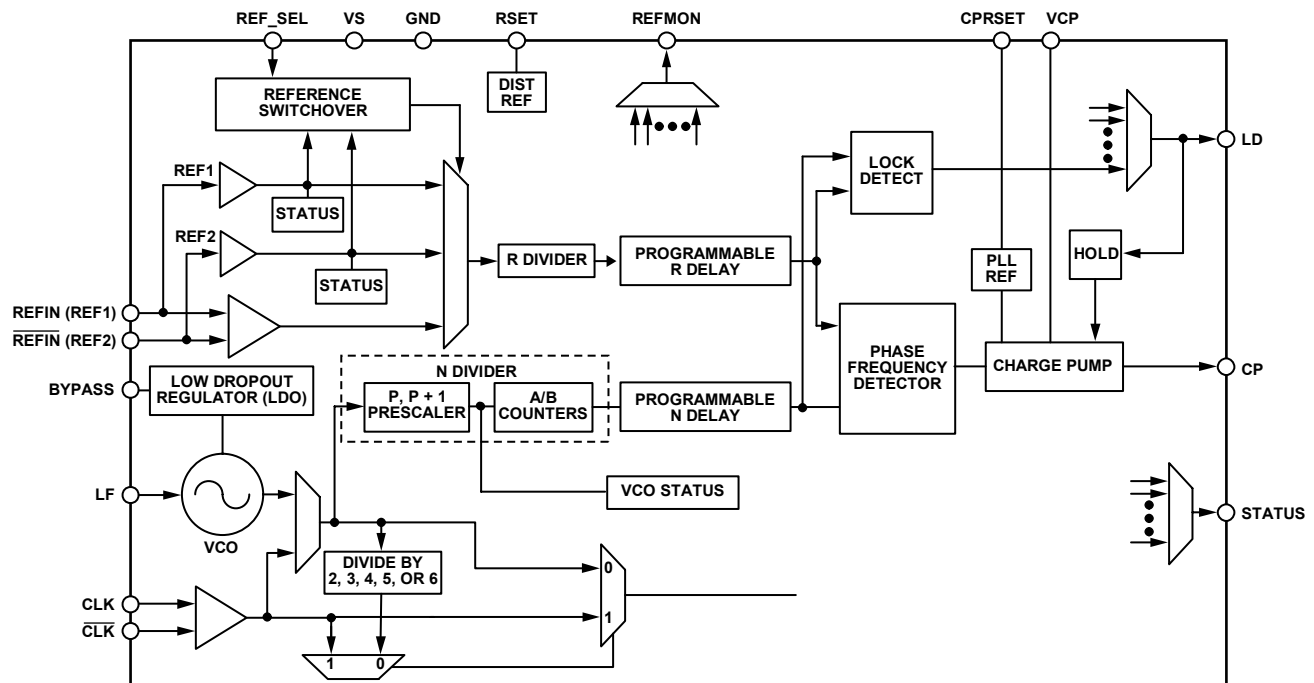 REF_SEL
VS
GND
RSET
REFMON
CPRSET
VCP
REFERENCE
SWITCHOVER
DIST
REF
LOCK
DETECT
LD
REF1
STATUS
REF2
STATUS
R DIVIDER
PROGRAMMABLE
R DELAY
PLL
REF
HOLD
REFIN (REF1)
REFIN (REF2)
BYPASS
LOW DROPOUT
REGULATOR (LDO)
N DIVIDER
P, P + 1
PRESCALER
A/B
COUNTERS
PROGRAMMABLE
N DELAY
PHASE
FREQUENCY
DETECTOR
CHARGE PUMP
CP
LF
VCO
VCO STATUS
STATUS
DIVIDE BY
2, 3, 4, 5, OR 6
0
1
CLK
CLK
1
0